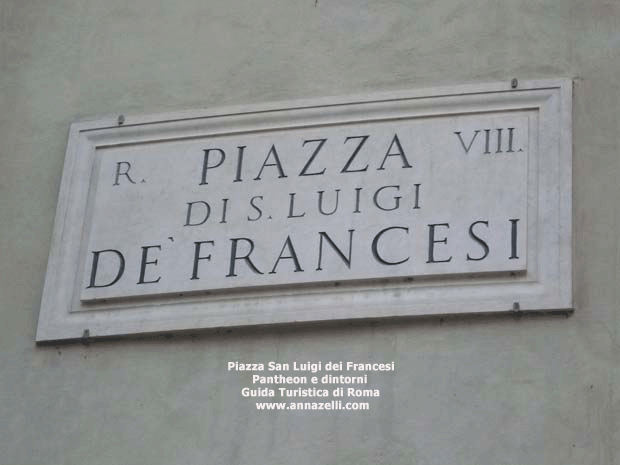 R. PIAZZA VIII.
DI S. LUIGI
DE` FRANCESI
Piazza San Luigi dei Francesi
Pantheon e dintorni
Guida Turistica di Roma
www.annazelli.com